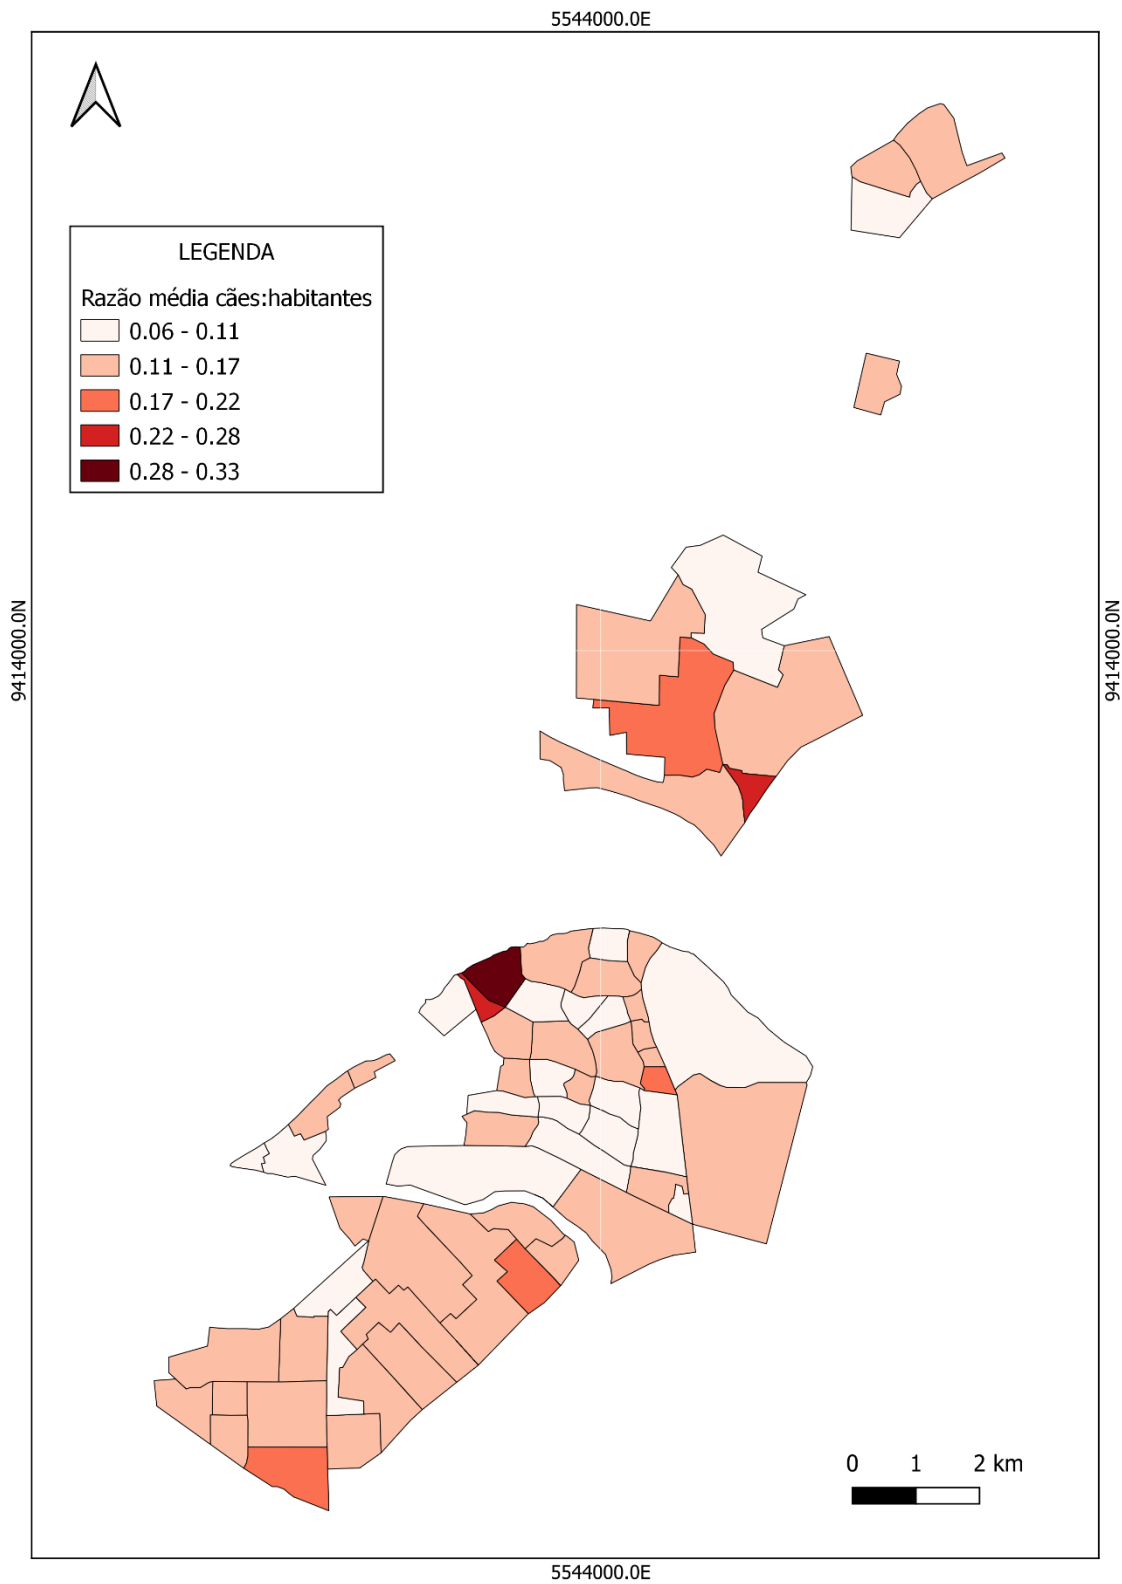 5544000.0E
LEGENDA
Razão média cães:habitantes
0.06 - 0.11
0.11 - 0.17
0.17 - 0.22
0.22 - 0.28
0.28 - 0.33
9414000.0N
9414000.0N
0 1 2 km
5544000.0E